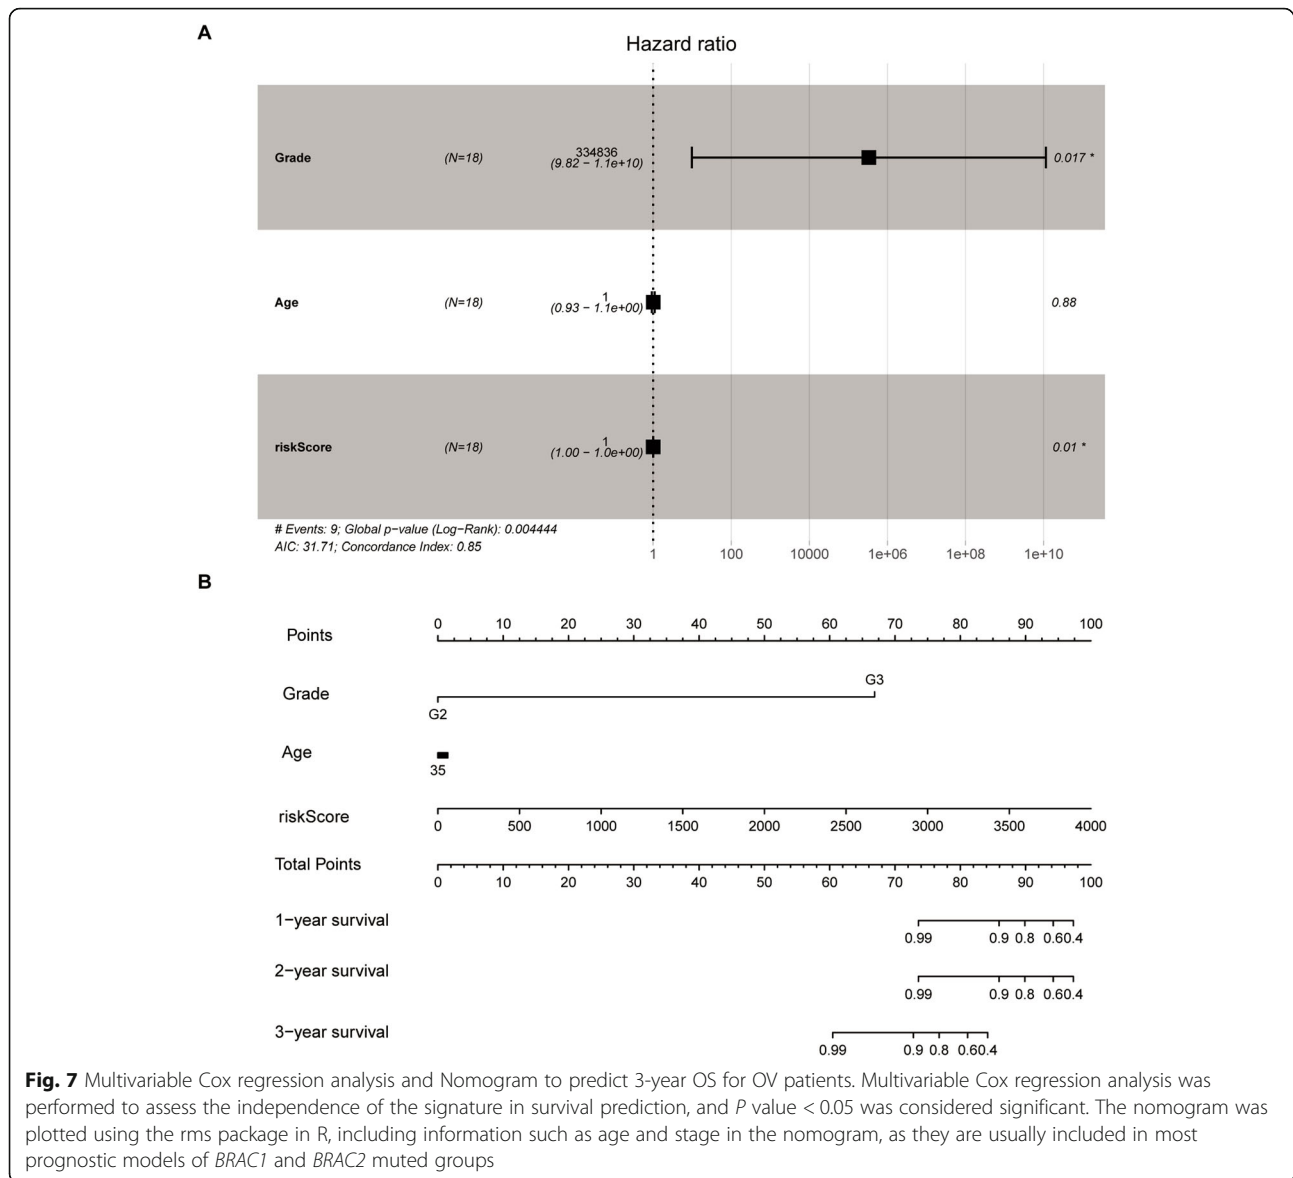 A
Hazard ratio
Grade (N=18) 334836 (9.82 − 1.1e+10) 0.017 *
Age (N=18) 1 (0.93 − 1.1e+00) 0.88
riskScore (N=18) 1 (1.00 − 1.0e+00) 0.01 *
# Events: 9; Global p−value (Log−Rank): 0.004444
AIC: 31.71; Concordance Index: 0.85
1 100 10000 1e+06 1e+08 1e+10
B
Points 0 10 20 30 40 50 60 70 80 90 100
Grade G2 G3
Age 35
riskScore 0 500 1000 1500 2000 2500 3000 3500 4000
Total Points 0 10 20 30 40 50 60 70 80 90 100
1−year survival 0.99 0.9 0.8 0.60.4
2−year survival 0.99 0.9 0.8 0.60.4
3−year survival 0.99 0.9 0.8 0.60.4
Fig. 7 Multivariable Cox regression analysis and Nomogram to predict 3-year OS for OV patients. Multivariable Cox regression analysis was
performed to assess the independence of the signature in survival prediction, and P value < 0.05 was considered significant. The nomogram was
plotted using the rms package in R, including information such as age and stage in the nomogram, as they are usually included in most
prognostic models of BRAC1 and BRAC2 muted groups